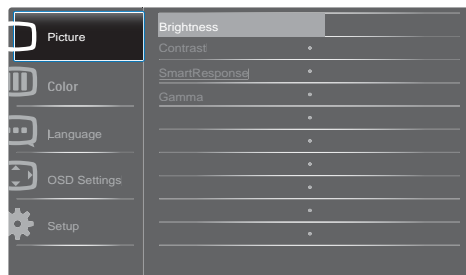 Picture
Color
Language
OSD Settings
Setup
Brightness
Contrast
SmartResponse
Gamma